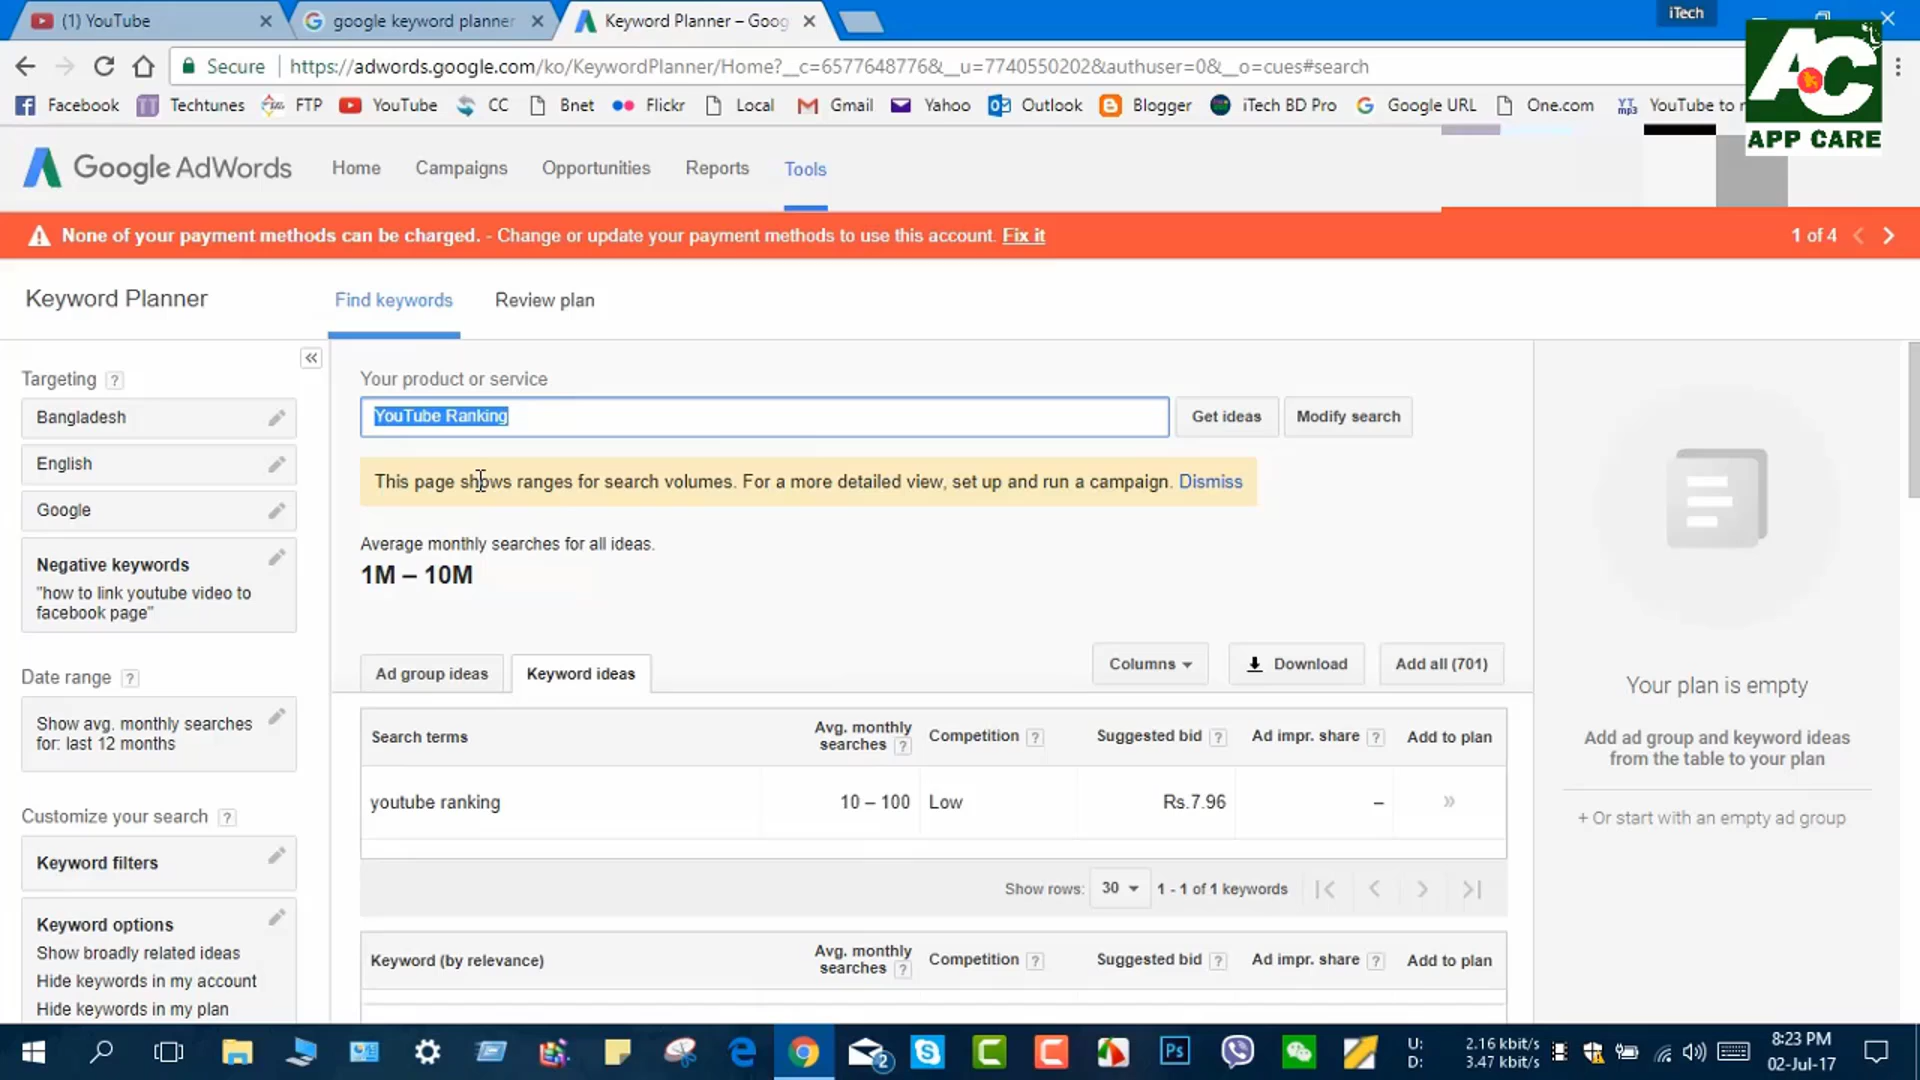 (1) YouTube
google keyword planner
Keyword Planner – Goog
iTech
Secure
https://adwords.google.com/ko/KeywordPlanner/Home?__c=6577648776&__u=7740550202&authuser=0&__o=cues#search
Facebook
Techtunes
FTP
YouTube
CC
Bnet
Flickr
Local
Gmail
Yahoo
Outlook
Blogger
iTech BD Pro
Google URL
One.com
YouTube to
AC
APP CARE
Google AdWords
Home
Campaigns
Opportunities
Reports
Tools
None of your payment methods can be charged. - Change or update your payment methods to use this account. Fix it
1 of 4
Keyword Planner
Find keywords
Review plan
Targeting ?
Bangladesh
English
Google
Negative keywords
"how to link youtube video to
facebook page"
Date range ?
Show avg. monthly searches
for: last 12 months
Customize your search ?
Keyword filters
Keyword options
Show broadly related ideas
Hide keywords in my account
Hide keywords in my plan
Your product or service
YouTube Ranking
Get ideas
Modify search
This page shows ranges for search volumes. For a more detailed view, set up and run a campaign. Dismiss
Average monthly searches for all ideas.
1M – 10M
Ad group ideas
Keyword ideas
Columns
Download
Add all (701)
Search terms
Avg. monthly
searches ?
Competition ?
Suggested bid ?
Ad impr. share ?
Add to plan
youtube ranking
10 – 100
Low
Rs.7.96
–
»
Show rows: 30
1 - 1 of 1 keywords
Keyword (by relevance)
Avg. monthly
searches ?
Competition ?
Suggested bid ?
Ad impr. share ?
Add to plan
Your plan is empty
Add ad group and keyword ideas
from the table to your plan
+ Or start with an empty ad group
2
Ps
U: 2.16 kbit/s
D: 3.47 kbit/s
8:23 PM
02-Jul-17